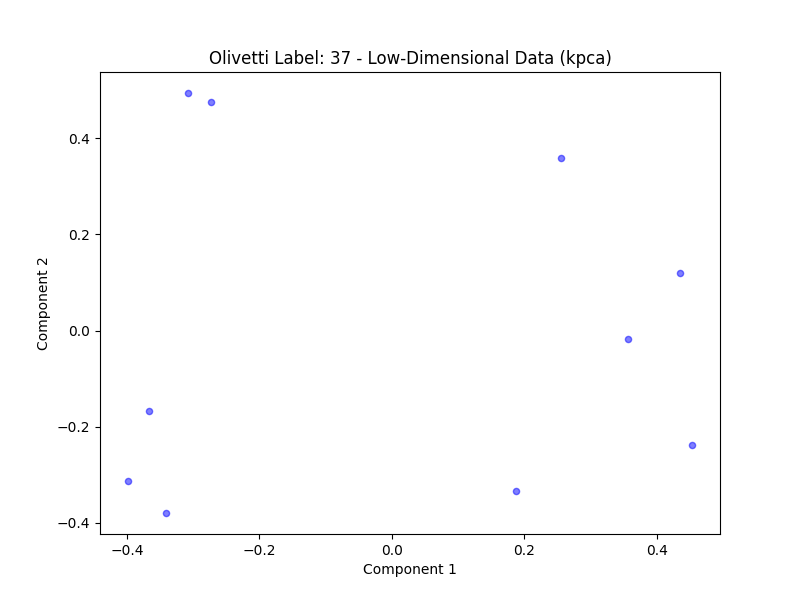 Olivetti Label: 37 - Low-Dimensional Data (kpca)
Component 2
0.4
0.2
0.0
−0.2
−0.4
−0.4 −0.2 0.0 0.2 0.4
Component 1